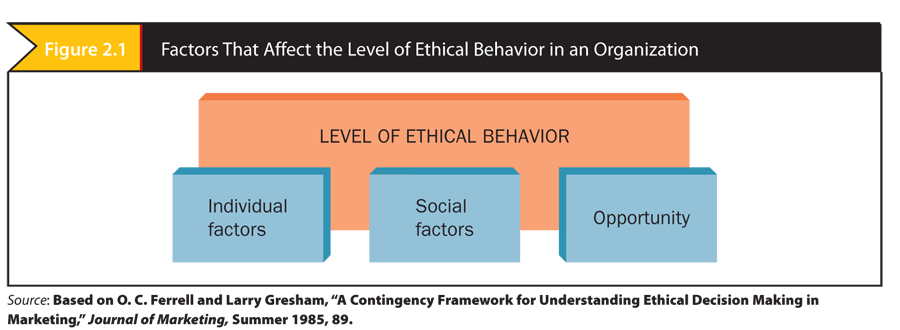 Figure 2.1
Factors That Affect the Level of Ethical Behavior in an Organization
LEVEL OF ETHICAL BEHAVIOR
Individual
factors
Social
factors
Opportunity
Source: Based on O. C. Ferrell and Larry Gresham, “A Contingency Framework for Understanding Ethical Decision Making in
Marketing,” Journal of Marketing, Summer 1985, 89.